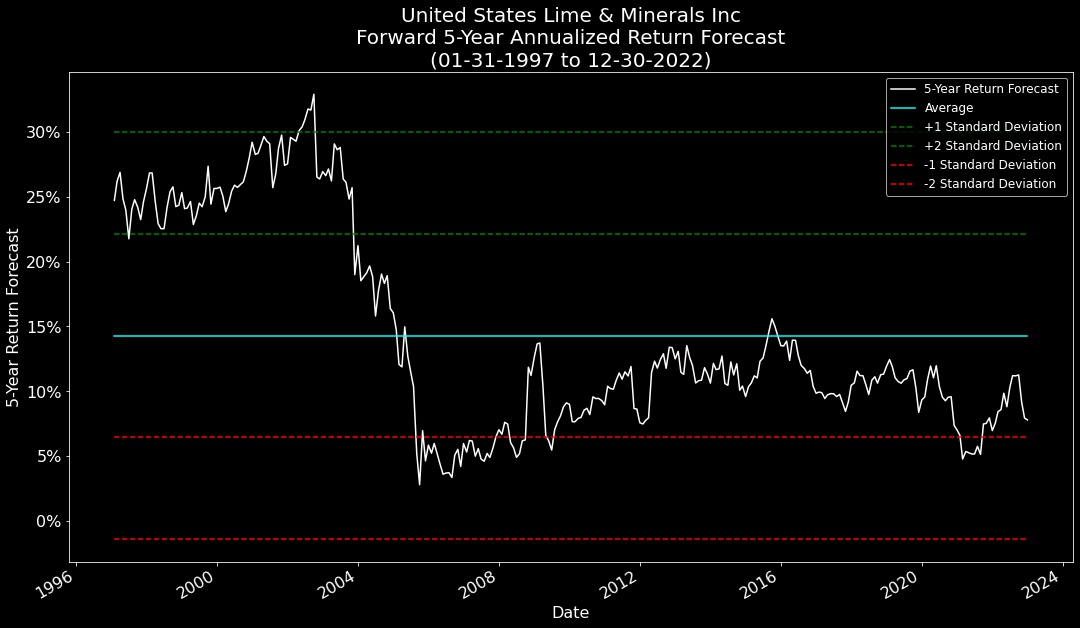 United States Lime & Minerals Inc
Forward 5-Year Annualized Return Forecast
(01-31-1997 to 12-30-2022)
5-Year Return Forecast
Average
+1 Standard Deviation
+2 Standard Deviation
-1 Standard Deviation
-2 Standard Deviation
5-Year Return Forecast
30%
25%
20%
15%
10%
5%
0%
1996
2000
2004
2008
2012
2016
2020
2024
Date